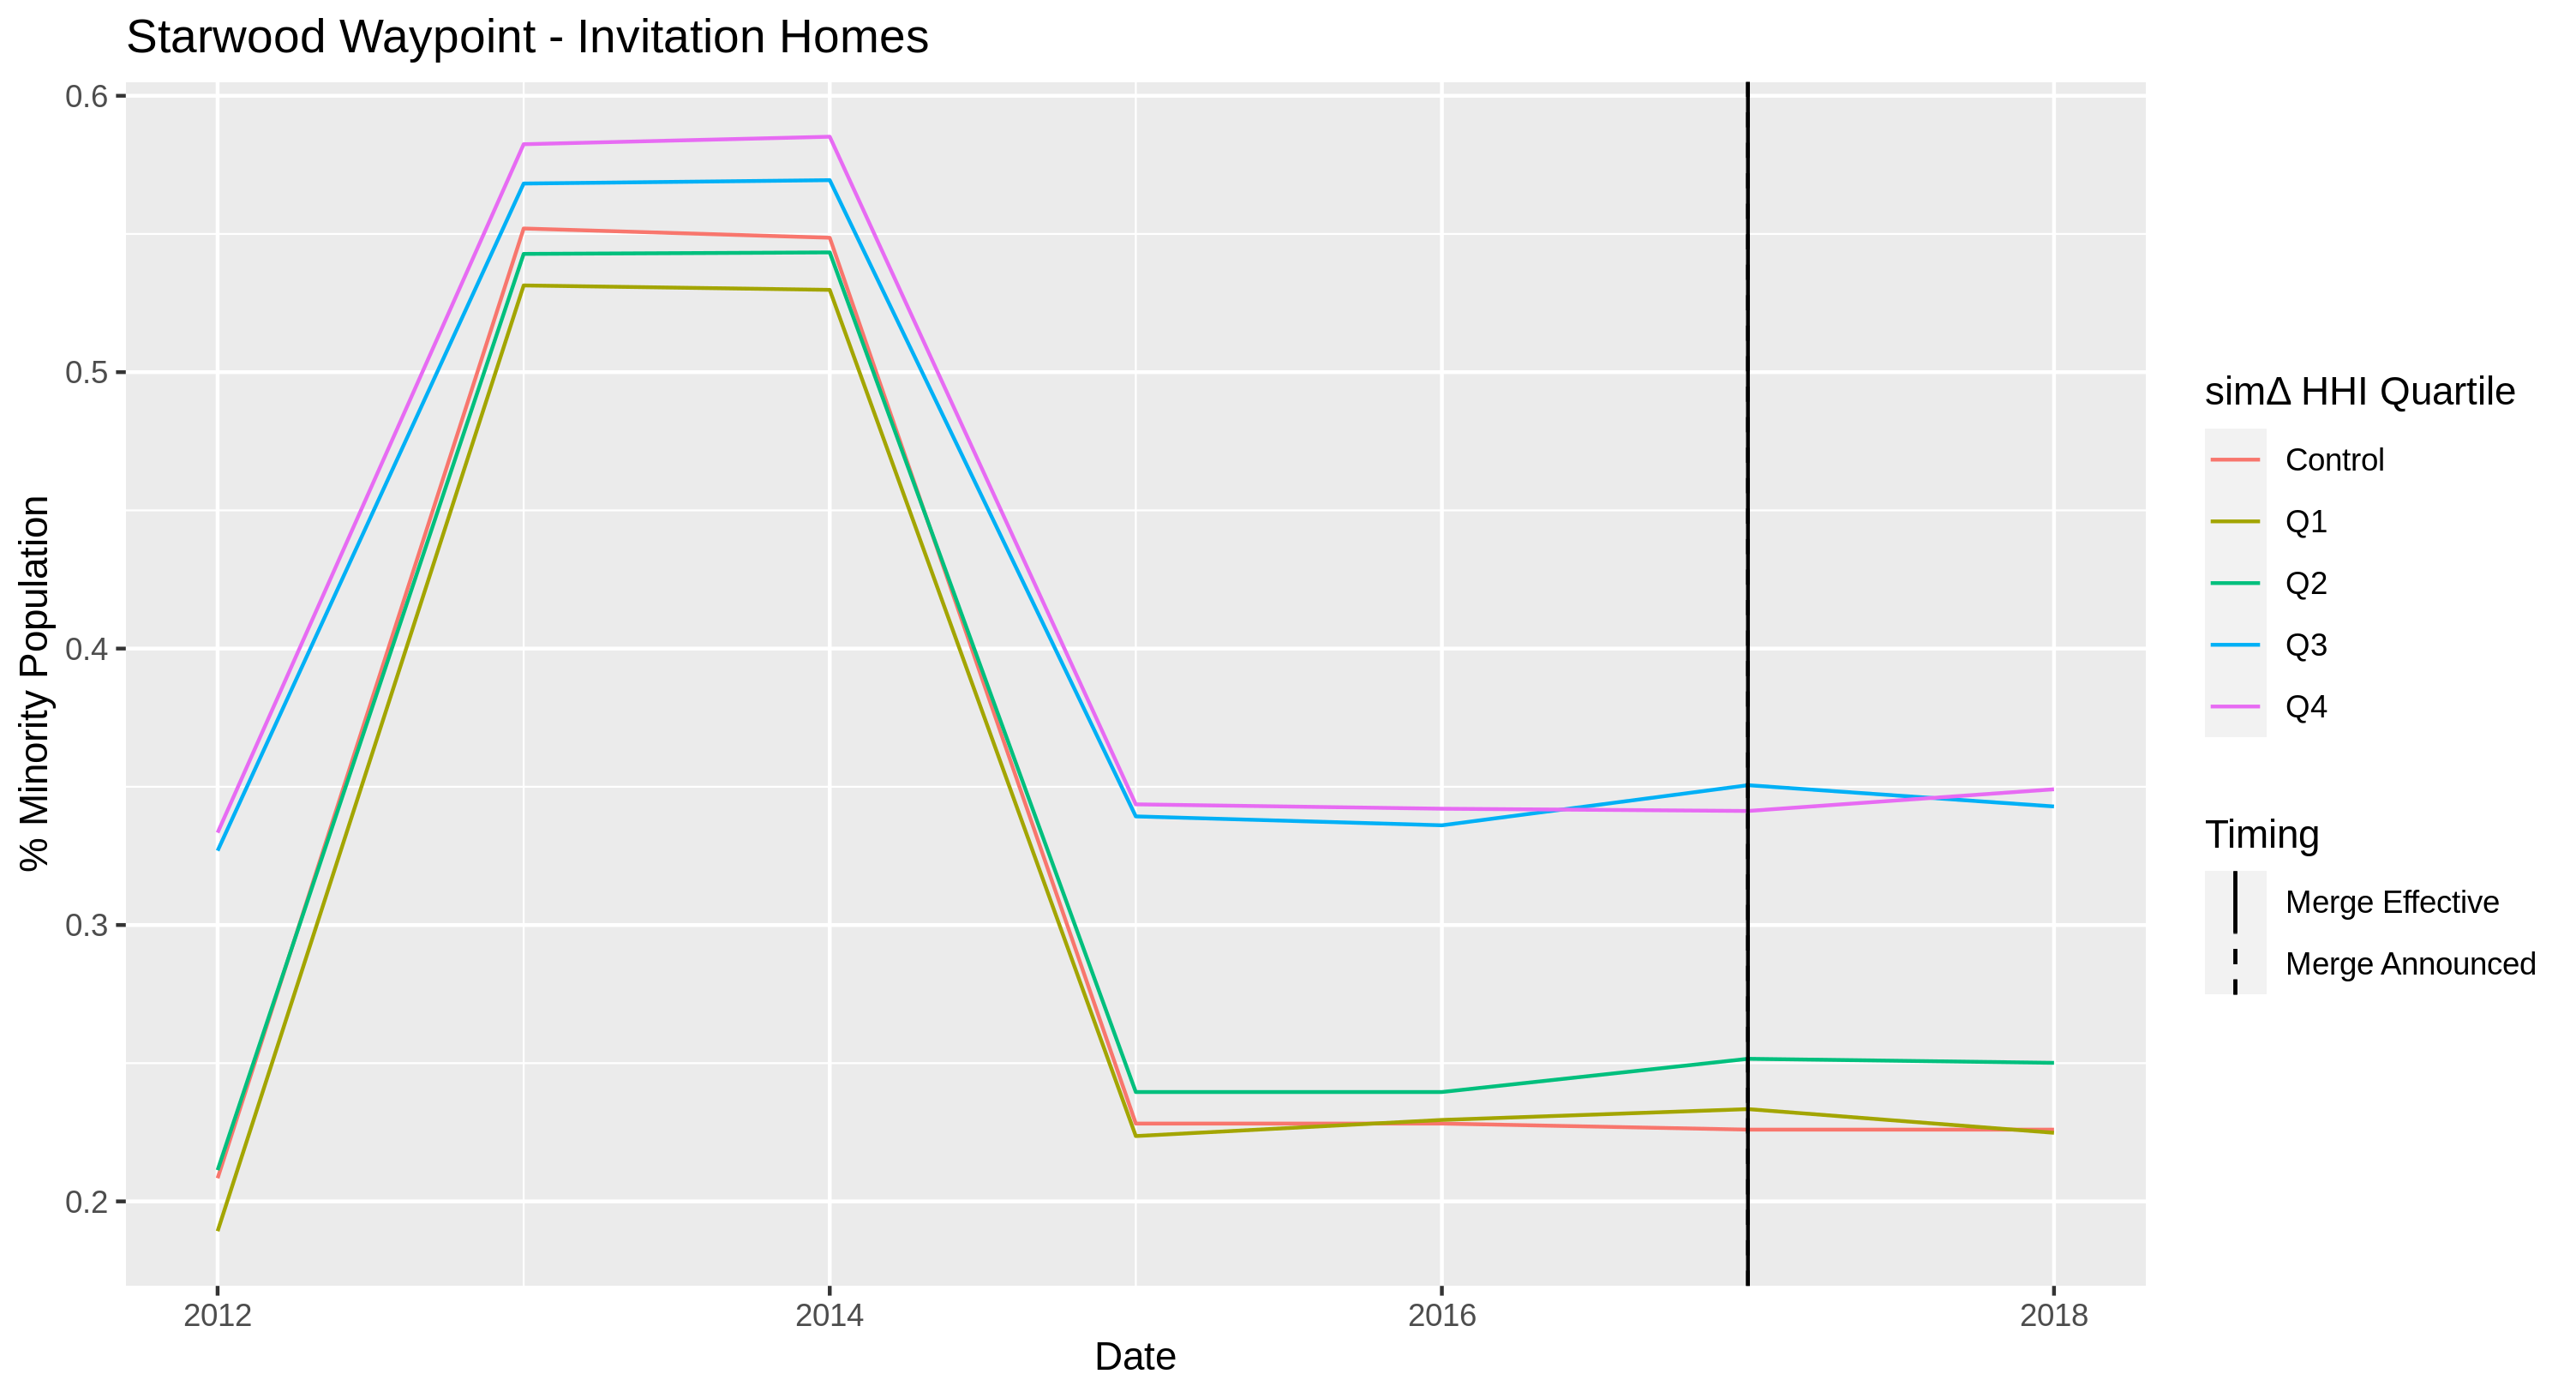 Starwood Waypoint - Invitation Homes
0.6
0.5
0.4
0.3
0.2
% Minority Population
2012
2014
2016
2018
Date
simΔ HHI Quartile
Control
Q1
Q2
Q3
Q4
Timing
Merge Effective
Merge Announced